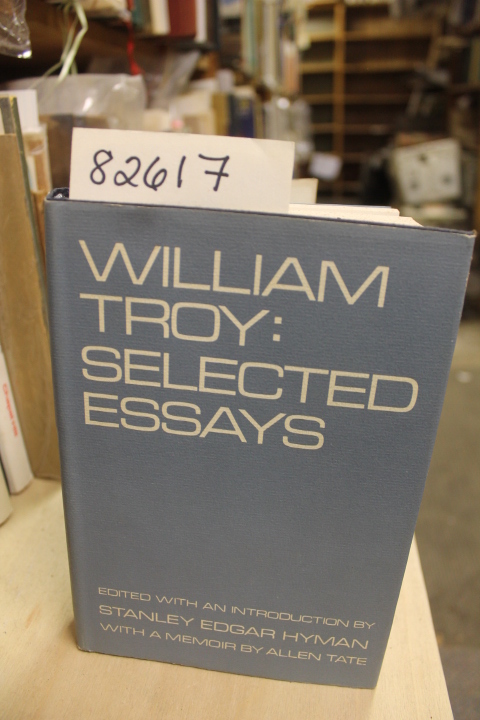 82617
WILLIAM
TROY:
SELECTED
ESSAYS
EDITED WITH AN INTRODUCTION BY
STANLEY EDGAR HYMAN
WITH A MEMOIR BY ALLEN TATE